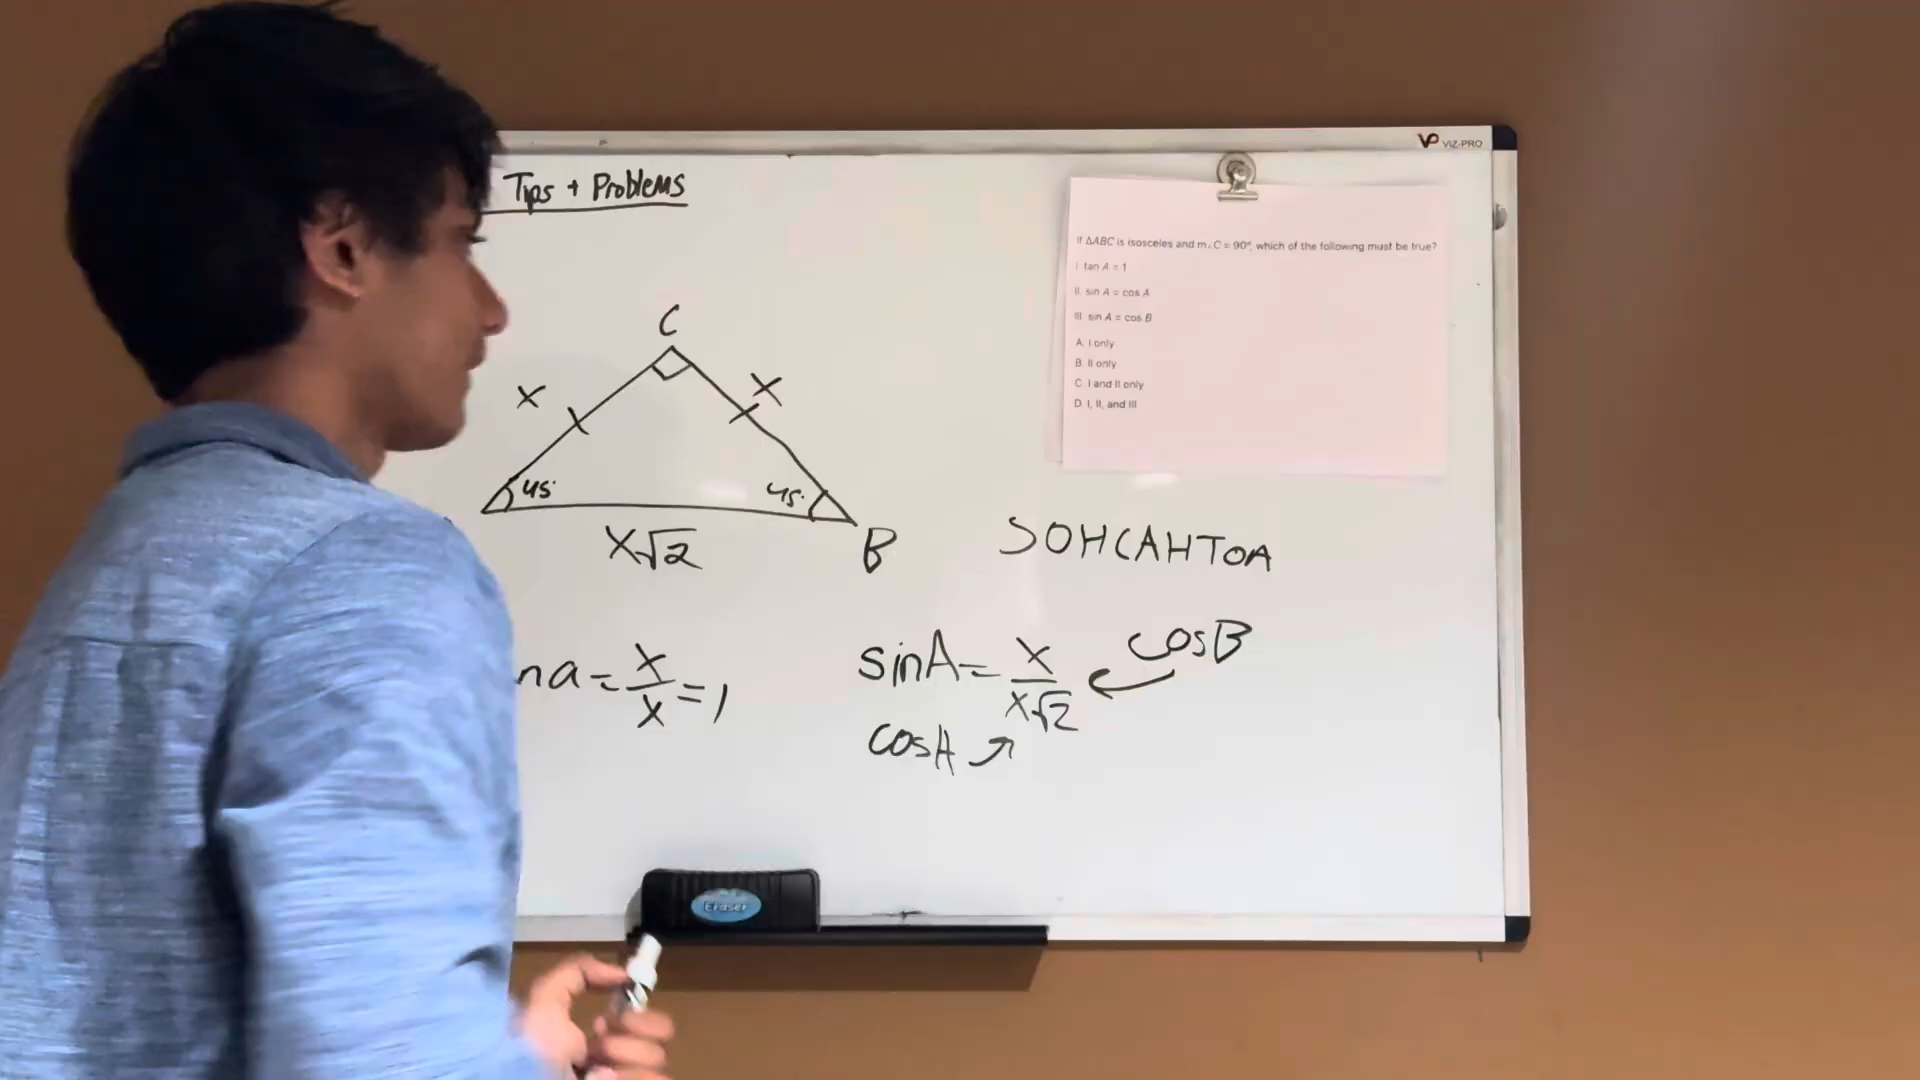 VP VIZ-PRO
Tips + Problems
If ΔABC is isosceles and m∠C = 90°, which of the following must be true?
I. tan A = 1
II. sin A = cos A
III. sin A = cos B
A. I only
B. II only
C. I and II only
D. I, II, and III
C
x
x
45°
45°
x√2
B
SOHCAHTOA
na = x/x = 1
sinA = x/x√2
cosB
cosA
Eraser